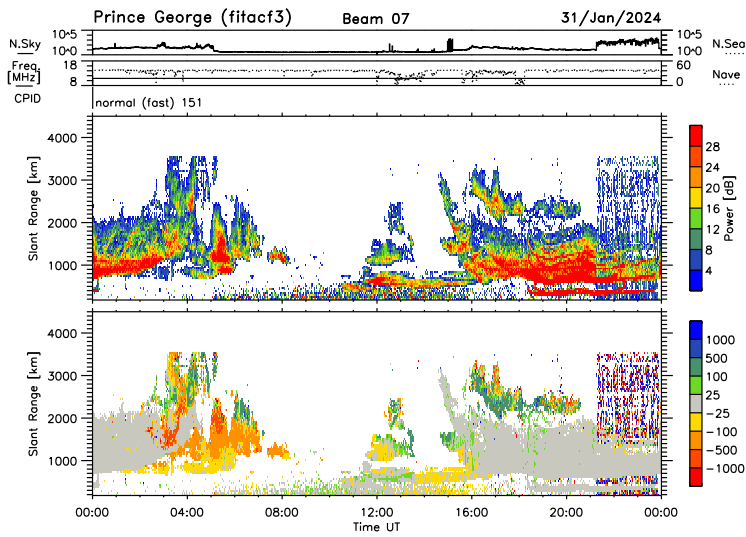 Prince George (fitacf3) Beam 07 31/Jan/2024
N.Sky 10^5 10^0 10^5 10^0 N.Sea
Freq. [MHz] 18 8 60 0 Nave
CPID normal (fast) 151
4000
3000
2000
1000
Slant Range [km]
28
24
20
16
12
8
4
Power [dB]
4000
3000
2000
1000
Slant Range [km]
1000
500
100
25
-25
-100
-500
-1000
00:00 04:00 08:00 12:00 16:00 20:00 00:00
Time UT